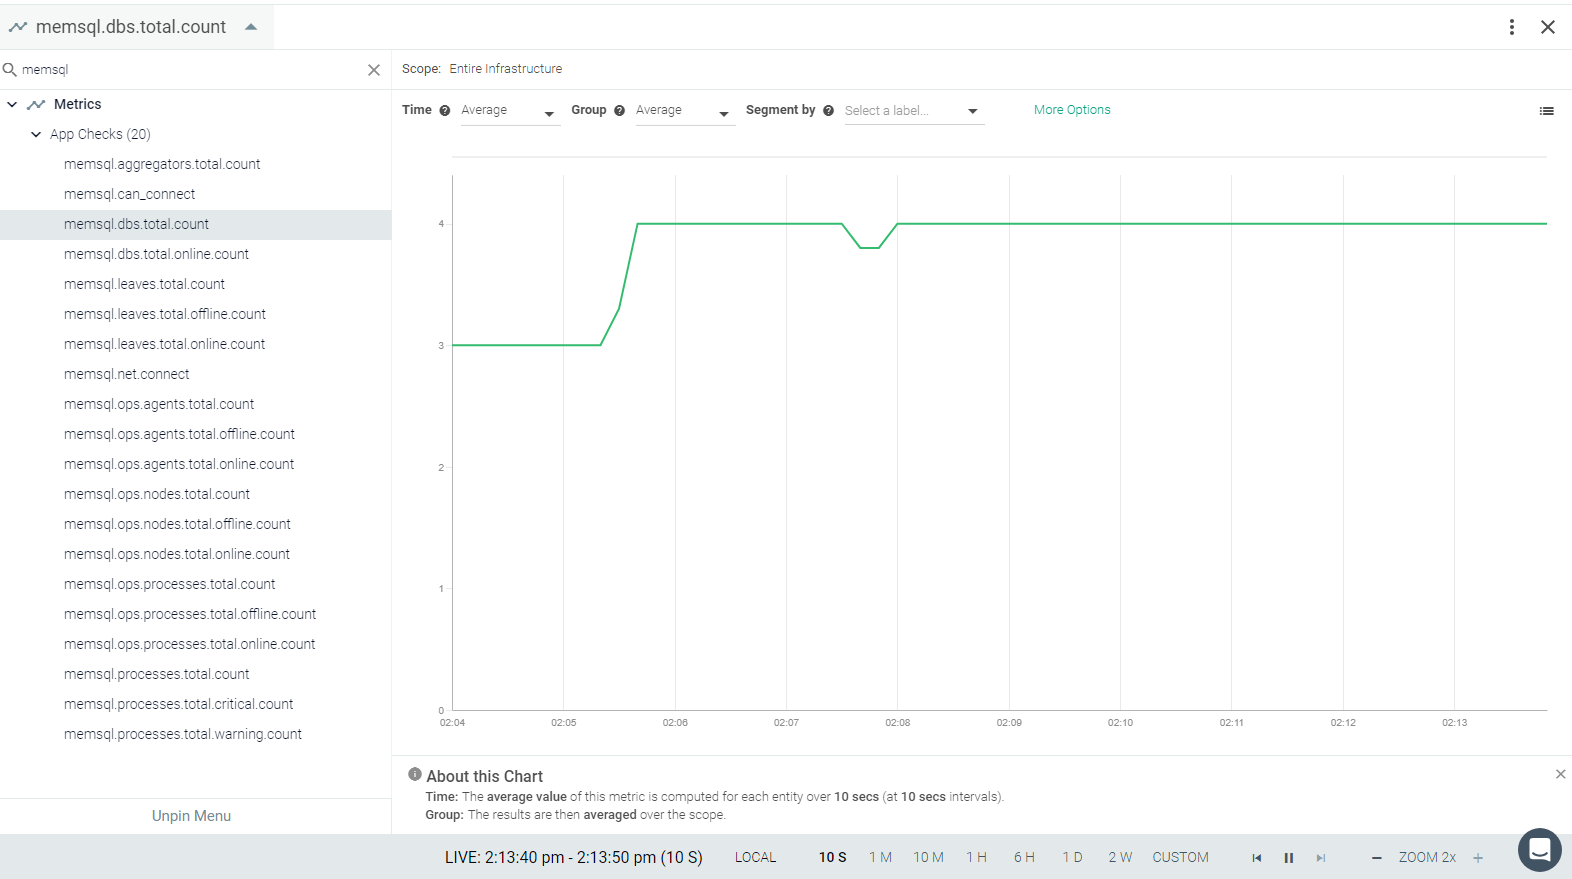 memsql.dbs.total.count
memsql
Scope: Entire Infrastructure
Metrics
App Checks (20)
memsql.aggregators.total.count
memsql.can_connect
memsql.dbs.total.count
memsql.dbs.total.online.count
memsql.leaves.total.count
memsql.leaves.total.offline.count
memsql.leaves.total.online.count
memsql.net.connect
memsql.ops.agents.total.count
memsql.ops.agents.total.offline.count
memsql.ops.agents.total.online.count
memsql.ops.nodes.total.count
memsql.ops.nodes.total.offline.count
memsql.ops.nodes.total.online.count
memsql.ops.processes.total.count
memsql.ops.processes.total.offline.count
memsql.ops.processes.total.online.count
memsql.processes.total.count
memsql.processes.total.critical.count
memsql.processes.total.warning.count
Unpin Menu
Time ? Average Group ? Average Segment by ? Select a label... More Options
4
3
2
1
0
02:04 02:05 02:06 02:07 02:08 02:09 02:10 02:11 02:12 02:13
About this Chart
Time: The average value of this metric is computed for each entity over 10 secs (at 10 secs intervals).
Group: The results are then averaged over the scope.
LIVE: 2:13:40 pm - 2:13:50 pm (10 S) LOCAL 10 S 1 M 10 M 1 H 6 H 1 D 2 W CUSTOM ZOOM 2x